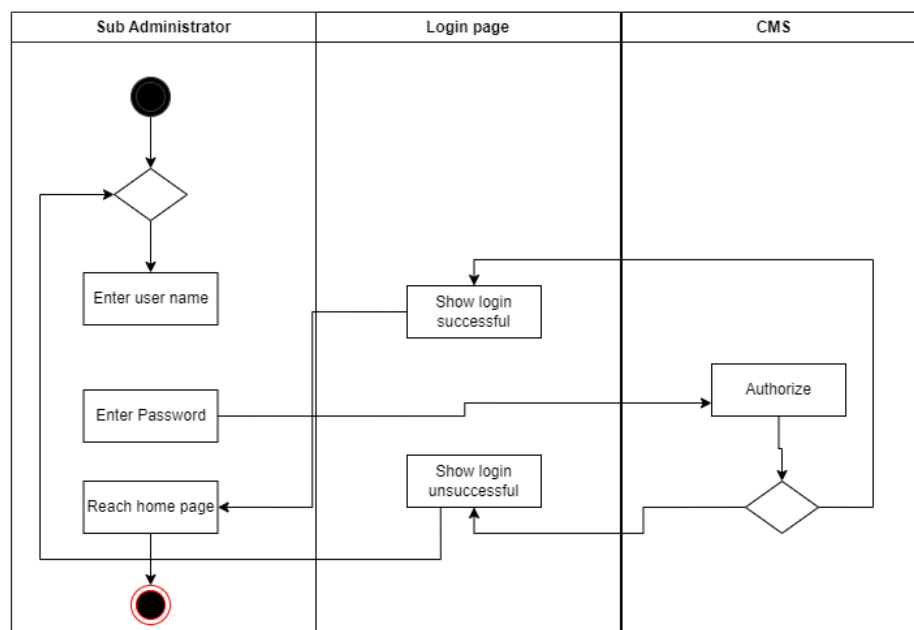 Sub Administrator
Login page
CMS
Enter user name
Show login
successful
Authorize
Enter Password
Show login
unsuccessful
Reach home page